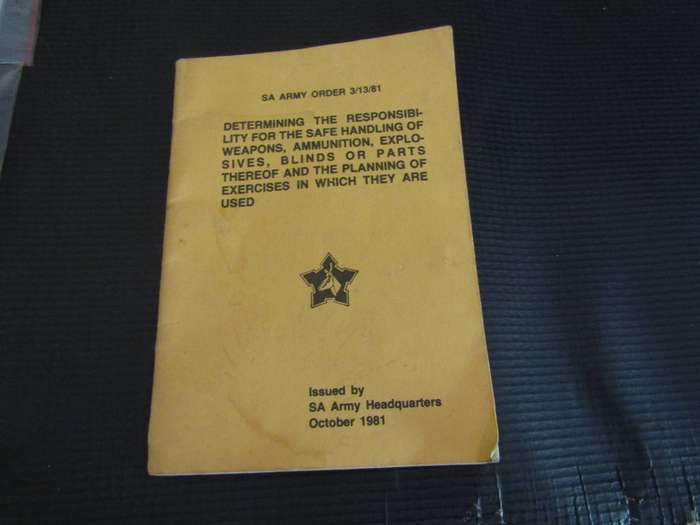 SA ARMY ORDER 3/13/81
DETERMINING THE RESPONSIBI-
LITY FOR THE SAFE HANDLING OF
WEAPONS, AMMUNITION, EXPLO-
SIVES, BLINDS OR PARTS
THEREOF AND THE PLANNING OF
EXERCISES IN WHICH THEY ARE
USED
Issued by
SA Army Headquarters
October 1981